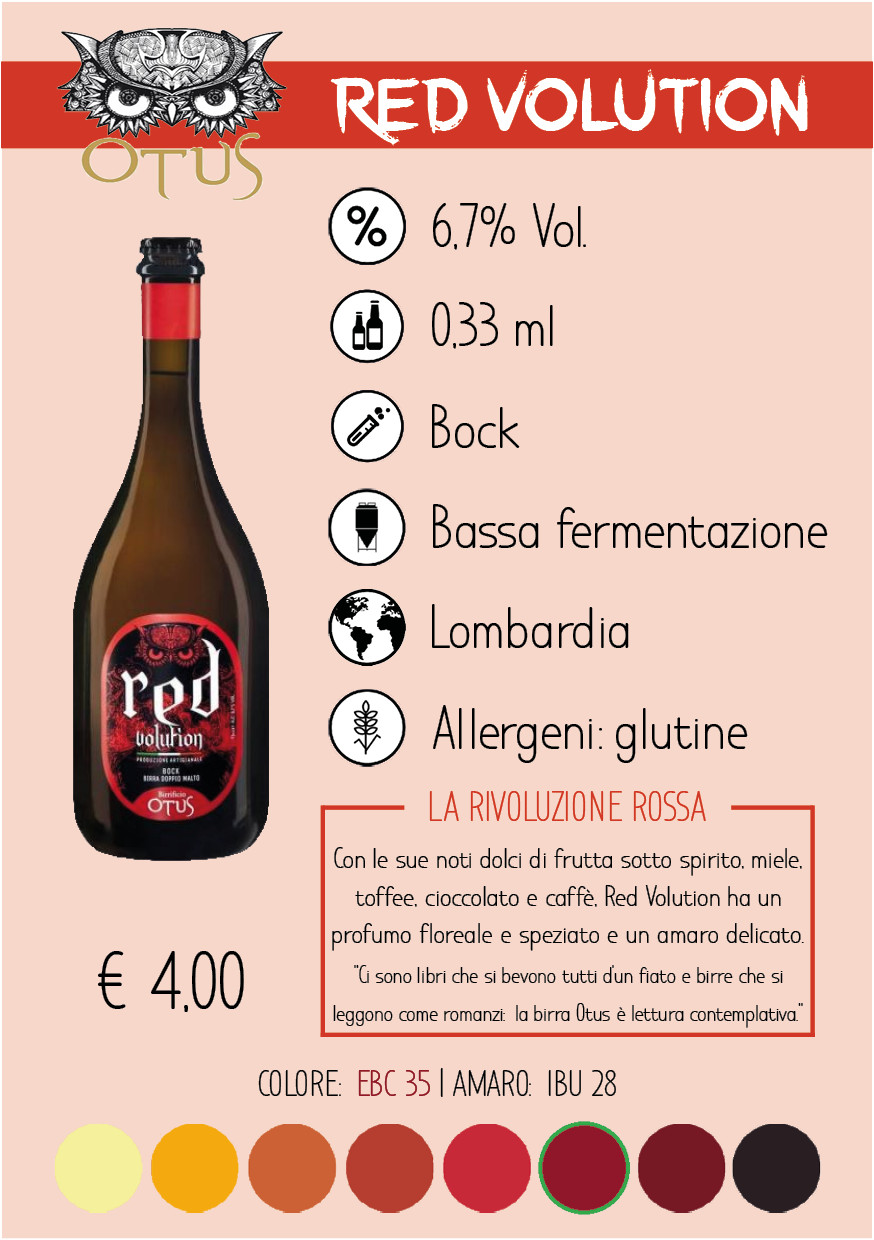 OTUS
RED VOLUTION
% 6,7% Vol.
0,33 ml
Bock
Bassa fermentazione
Lombardia
Allergeni: glutine
red
volution
PRODUZIONE ARTIGIANALE
BOCK
BIRRA DOPPIO MALTO
Birrificio
OTUS
LA RIVOLUZIONE ROSSA
Con le sue noti dolci di frutta sotto spirito, miele,
toffee, cioccolato e caffè, Red Volution ha un
profumo floreale e speziato e un amaro delicato.
"Ci sono libri che si bevono tutti d'un fiato e birre che si
leggono come romanzi: la birra Otus è lettura contemplativa."
€ 4,00
COLORE: EBC 35 | AMARO: IBU 28